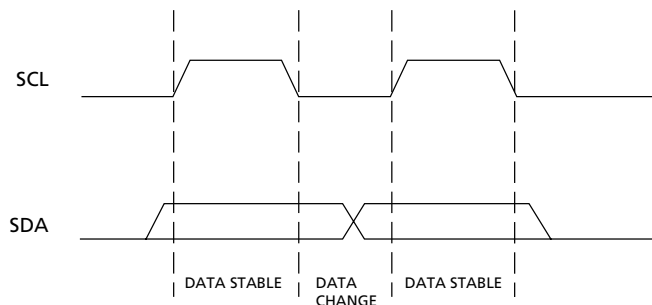 SCL
SDA
DATA STABLE
DATA
CHANGE
DATA STABLE